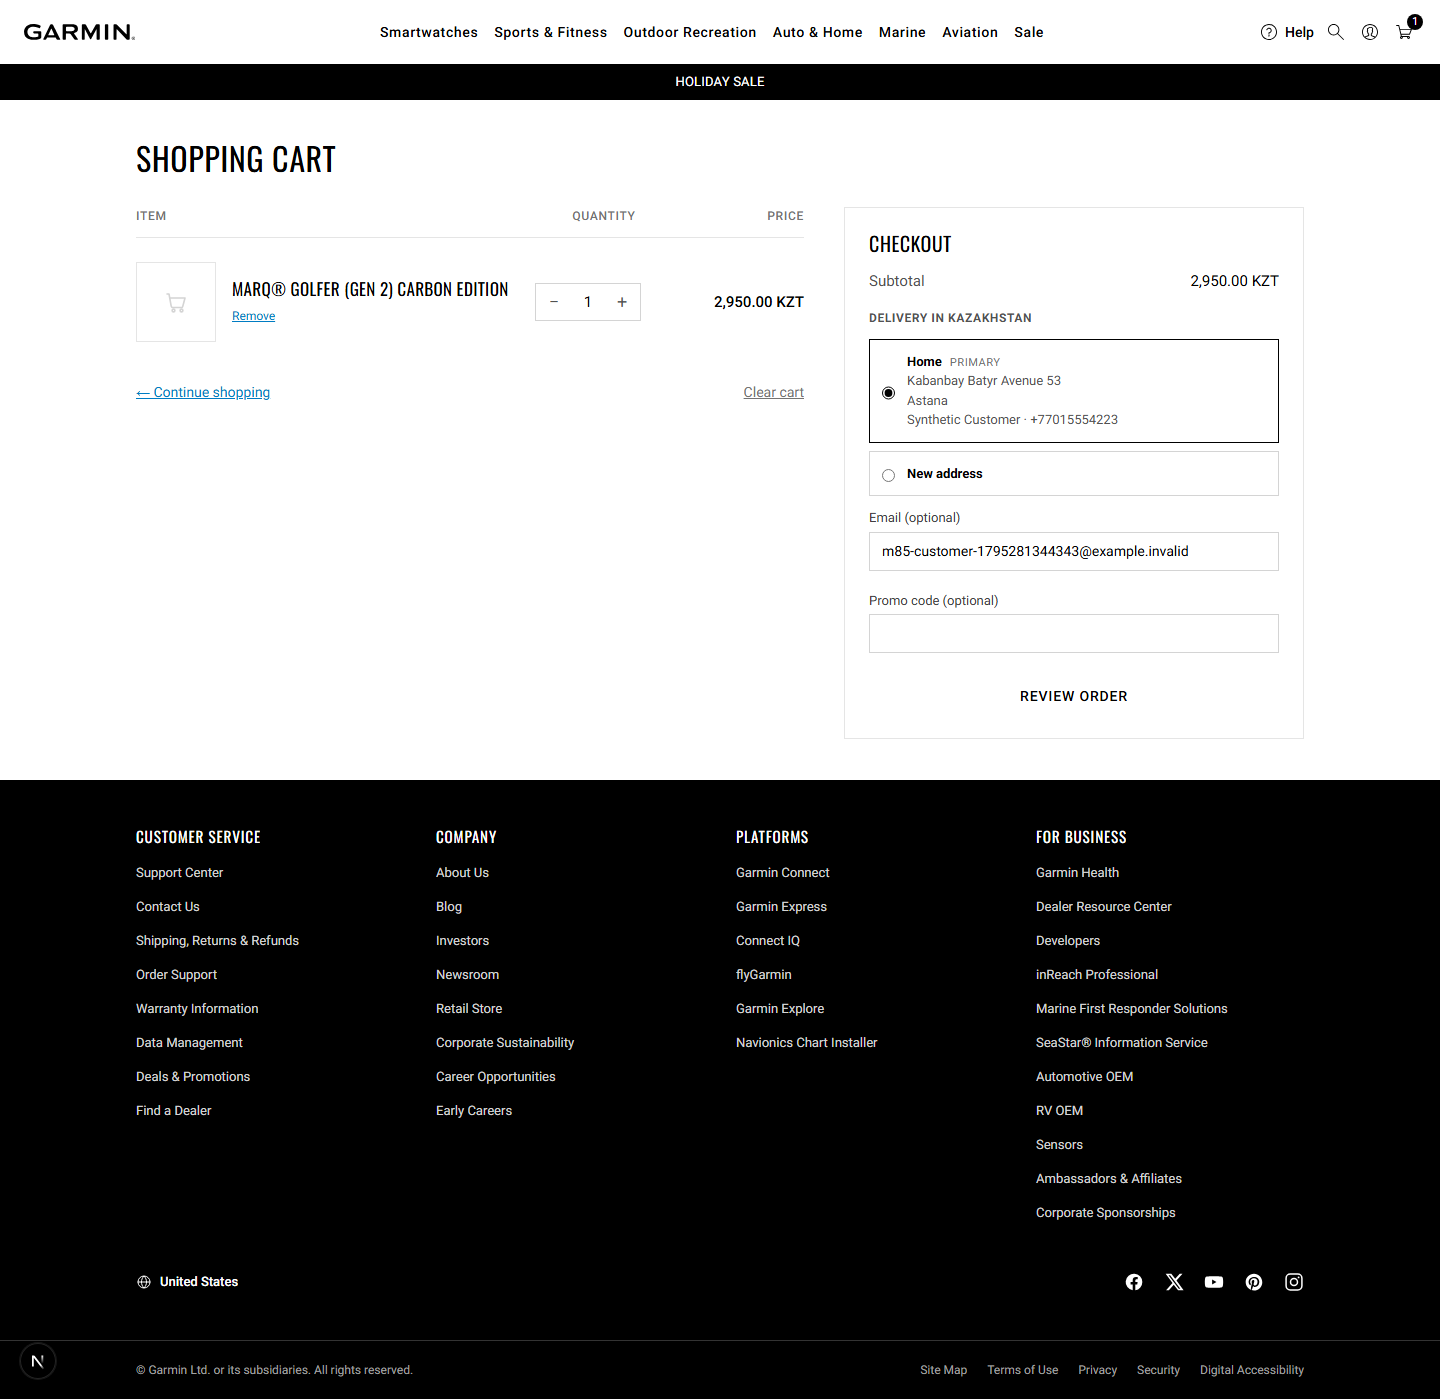 GARMIN
Smartwatches Sports & Fitness Outdoor Recreation Auto & Home Marine Aviation Sale
Help 1
HOLIDAY SALE
SHOPPING CART
ITEM QUANTITY PRICE
MARQ® GOLFER (GEN 2) CARBON EDITION
Remove
− 1 +
2,950.00 KZT
← Continue shopping
Clear cart
CHECKOUT
Subtotal 2,950.00 KZT
DELIVERY IN KAZAKHSTAN
Home PRIMARY
Kabanbay Batyr Avenue 53
Astana
Synthetic Customer · +77015554223
New address
Email (optional)
m85-customer-1795281344343@example.invalid
Promo code (optional)
REVIEW ORDER
CUSTOMER SERVICE
Support Center
Contact Us
Shipping, Returns & Refunds
Order Support
Warranty Information
Data Management
Deals & Promotions
Find a Dealer
COMPANY
About Us
Blog
Investors
Newsroom
Retail Store
Corporate Sustainability
Career Opportunities
Early Careers
PLATFORMS
Garmin Connect
Garmin Express
Connect IQ
flyGarmin
Garmin Explore
Navionics Chart Installer
FOR BUSINESS
Garmin Health
Dealer Resource Center
Developers
inReach Professional
Marine First Responder Solutions
SeaStar® Information Service
Automotive OEM
RV OEM
Sensors
Ambassadors & Affiliates
Corporate Sponsorships
United States
N
© Garmin Ltd. or its subsidiaries. All rights reserved.
Site Map Terms of Use Privacy Security Digital Accessibility